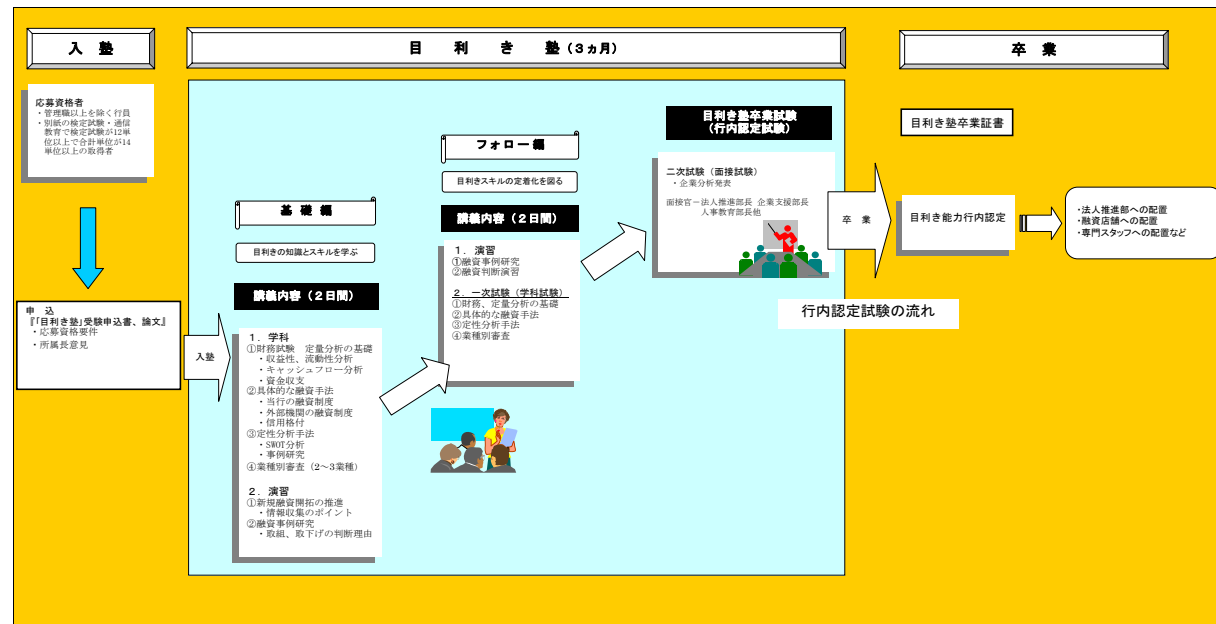 入 塾
目 利 き 塾 (３ヵ月)
卒 業
応募資格者
・管理職以上を除く行員
・別紙の検定試験・通信
教育で検定試験が12単
位以上で合計単位が14
単位以上の取得者
申 込
『「目利き塾」受験申込書、論文』
・応募資格要件
・所属長意見
入塾
基 礎 編
目利きの知識とスキルを学ぶ
講義内容（２日間）
１．学科
①財務試験 定量分析の基礎
・収益性、流動性分析
・キャッシュフロー分析
・資金収支
②具体的な融資手法
・当行の融資制度
・外部機関の融資制度
・信用格付
③定性分析手法
・SWOT分析
・事例研究
④業種別審査（2～3業種）
２．演習
①新規融資開拓の推進
・情報収集のポイント
②融資事例研究
・取組、取下げの判断理由
フォロー編
目利きスキルの定着化を図る
講義内容（２日間）
１．演習
①融資事例研究
②融資判断演習
２．一次試験（学科試験）
①財務、定量分析の基礎
②具体的な融資手法
③定性分析手法
④業種別審査
目利き塾卒業試験
（行内認定試験）
二次試験（面接試験）
・企業分析発表
面接官－法人推進部長 企業支援部長
人事教育部長他
卒 業
行内認定試験の流れ
目利き塾卒業証書
目利き能力行内認定
・法人推進部への配置
・融資店舗への配置
・専門スタッフへの配置など